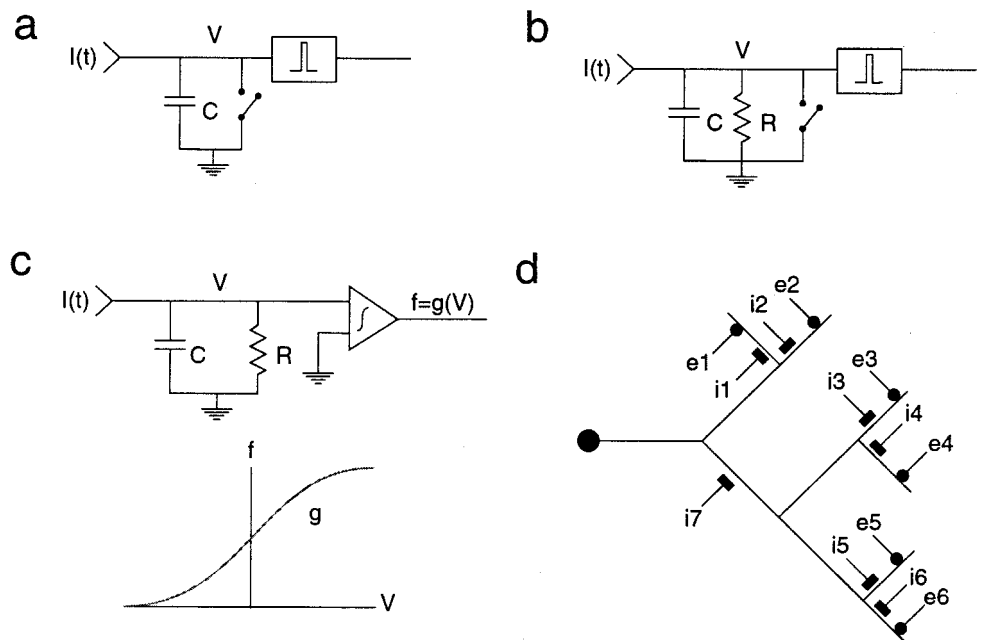 a
I(t)
V
C
b
I(t)
V
C
R
c
I(t)
V
C
R
f=g(V)
f
g
V
d
e1
i1
i2
e2
i3
e3
i4
e4
i7
i5
e5
i6
e6